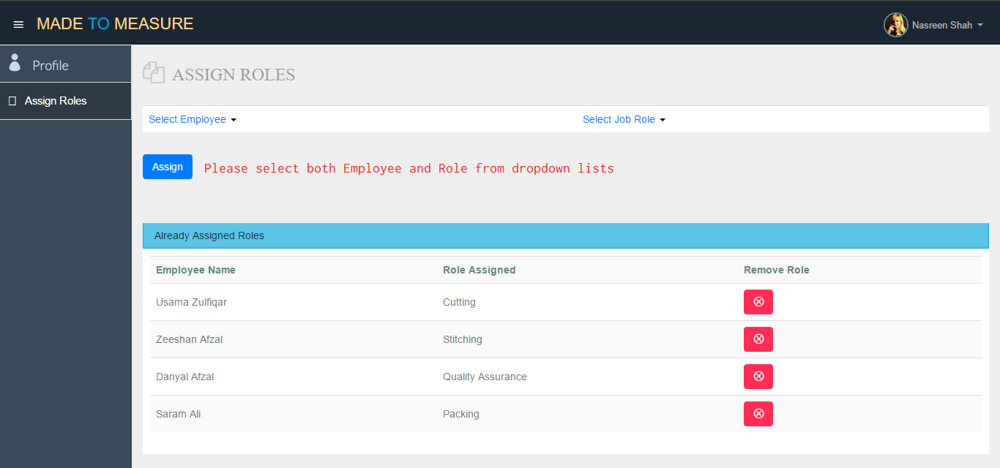 MADE TO MEASURE
Nasreen Shah
Profile
Assign Roles
ASSIGN ROLES
Select Employee
Select Job Role
Assign
Please select both Employee and Role from dropdown lists
Already Assigned Roles
Employee Name Role Assigned Remove Role
Usama Zulfiqar Cutting
Zeeshan Afzal Stitching
Danyal Afzal Quality Assurance
Saram Ali Packing